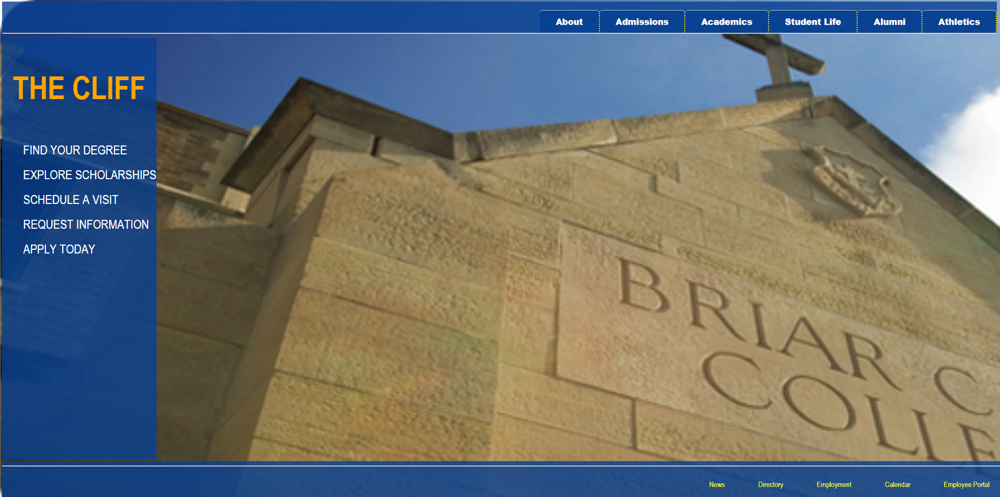 About Admissions Academics Student Life Alumni Athletics
THE CLIFF
FIND YOUR DEGREE
EXPLORE SCHOLARSHIPS
SCHEDULE A VISIT
REQUEST INFORMATION
APPLY TODAY
BRIAR C
COLLE
News Directory Employment Calendar Employee Portal